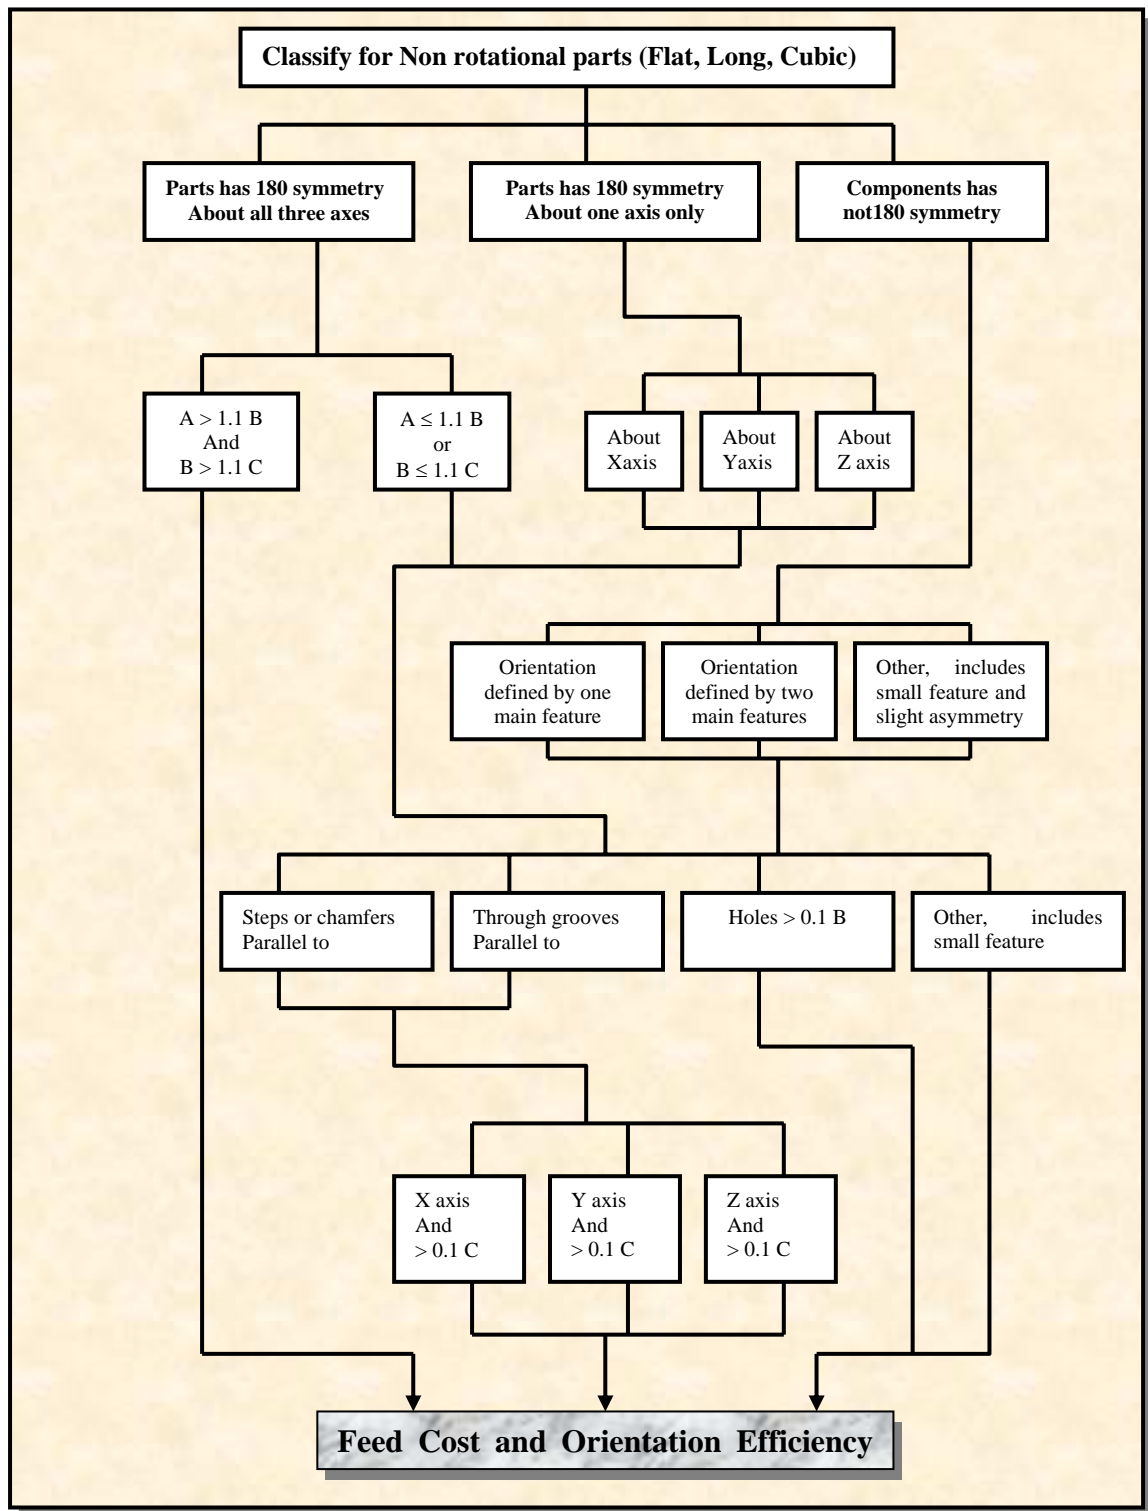 Classify for Non rotational parts (Flat, Long, Cubic)
Parts has 180 symmetry
About all three axes
Parts has 180 symmetry
About one axis only
Components has
not180 symmetry
A > 1.1 B
And
B > 1.1 C
A ≤ 1.1 B
or
B ≤ 1.1 C
About
Xaxis
About
Yaxis
About
Z axis
Orientation
defined by one
main feature
Orientation
defined by two
main features
Other, includes
small feature and
slight asymmetry
Steps or chamfers
Parallel to
Through grooves
Parallel to
Holes > 0.1 B
Other, includes
small feature
X axis
And
> 0.1 C
Y axis
And
> 0.1 C
Z axis
And
> 0.1 C
Feed Cost and Orientation Efficiency